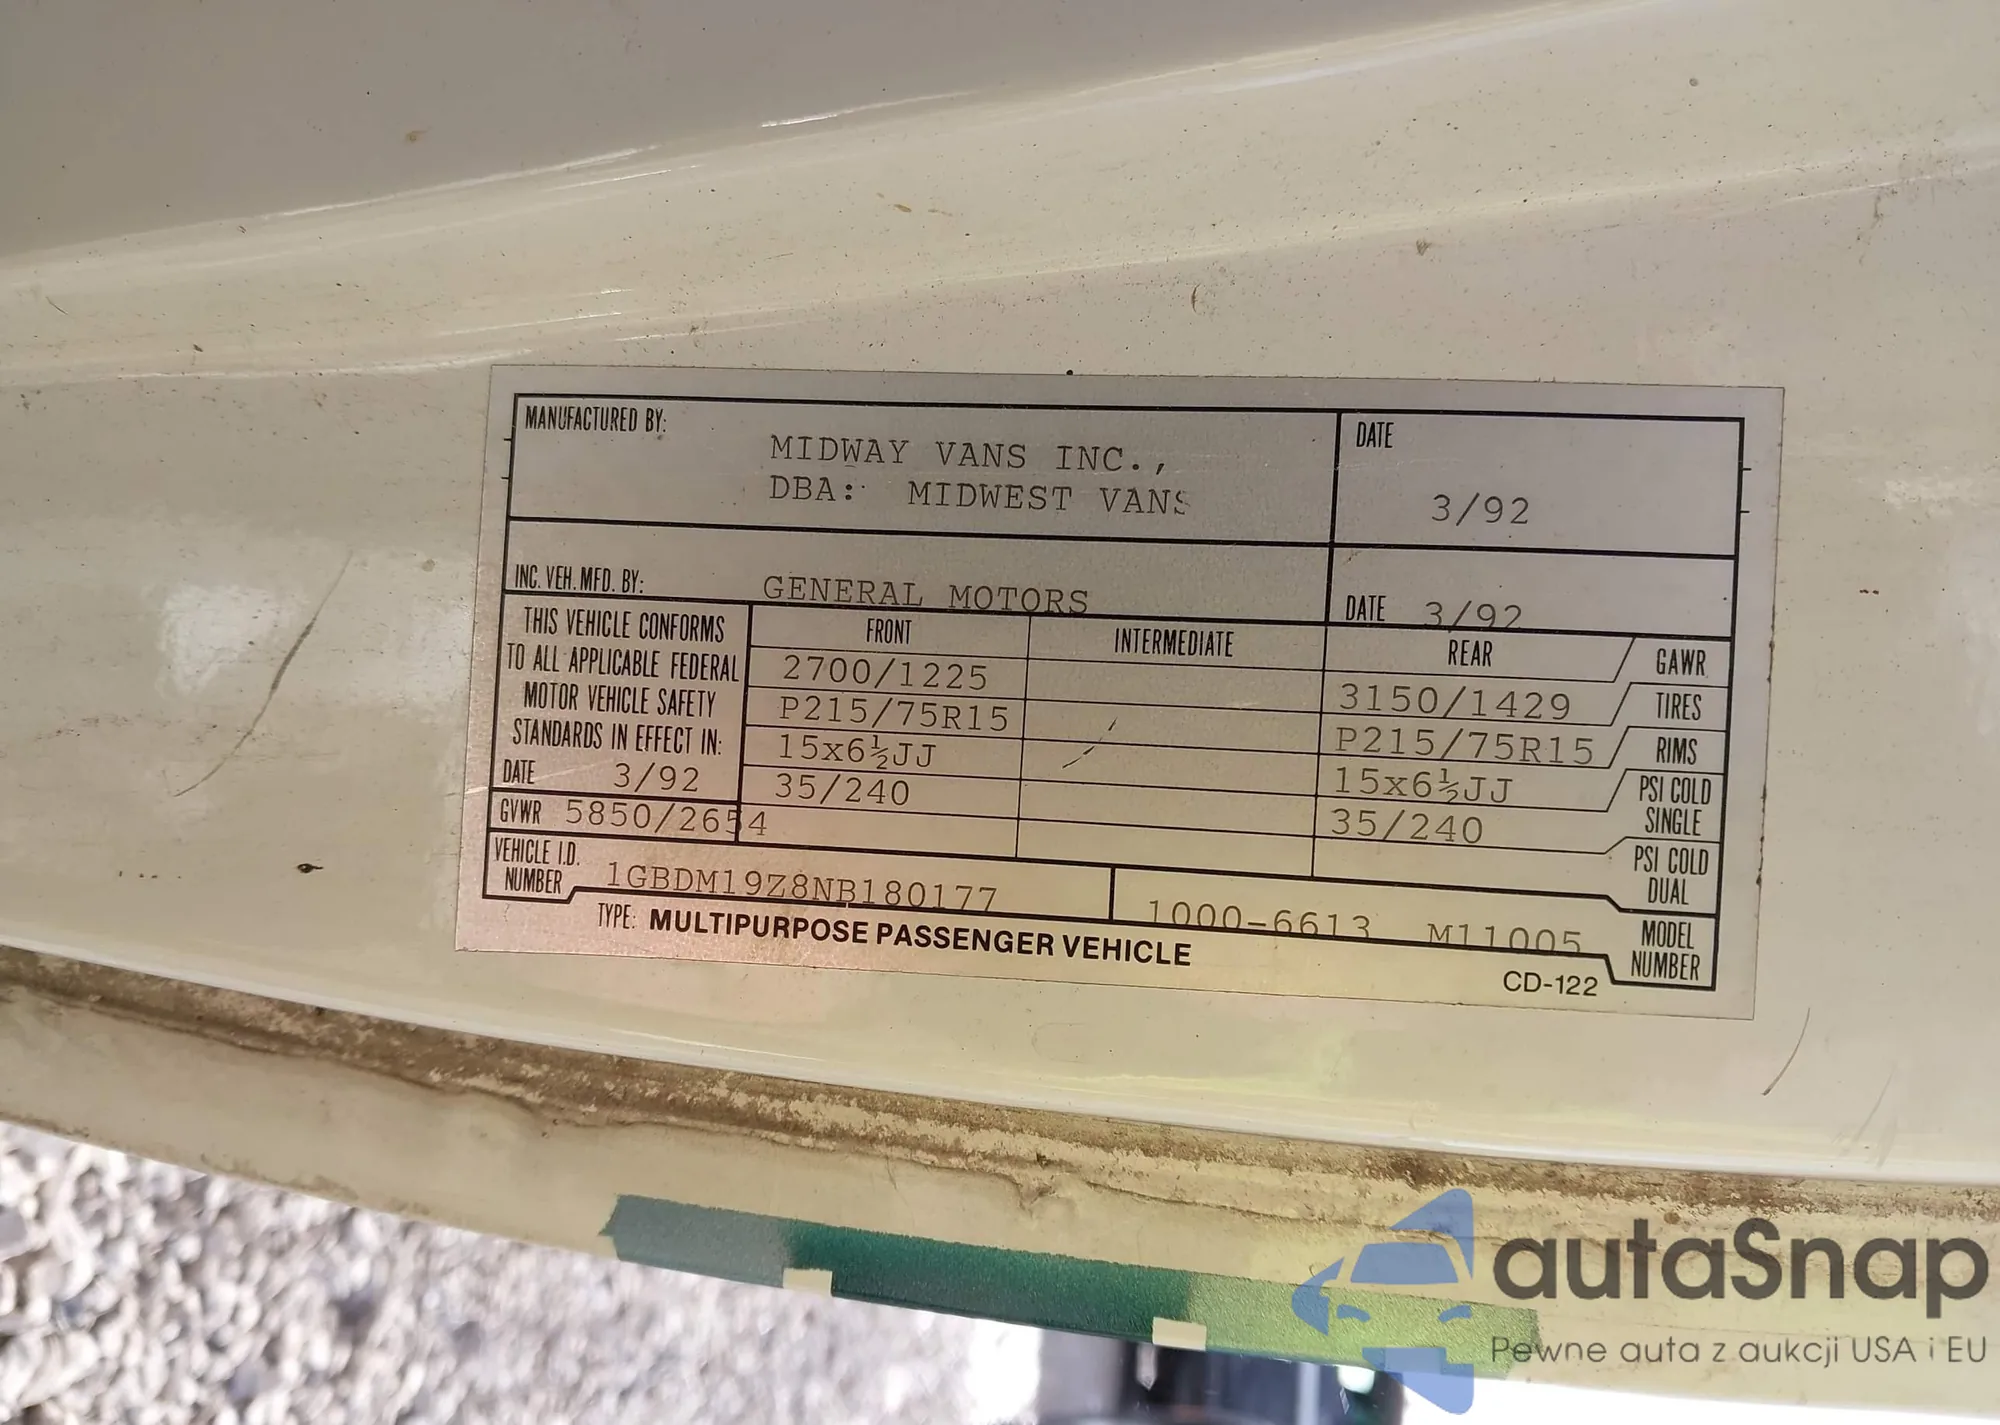 MANUFACTURED BY:
MIDWAY VANS INC.,
DBA: MIDWEST VANS
DATE
3/92
INC. VEH. MFD. BY: GENERAL MOTORS
DATE 3/92
THIS VEHICLE CONFORMS
TO ALL APPLICABLE FEDERAL
MOTOR VEHICLE SAFETY
STANDARDS IN EFFECT IN:
DATE 3/92
GVWR 5850/2654
FRONT INTERMEDIATE REAR GAWR
2700/1225 3150/1429 TIRES
P215/75R15 P215/75R15 RIMS
15x6½JJ 15x6½JJ PSI COLD
SINGLE
35/240 35/240 PSI COLD
DUAL
VEHICLE I.D.
NUMBER 1GBDM19Z8NB180177
1000-6613 M11005 MODEL
NUMBER
TYPE: MULTIPURPOSE PASSENGER VEHICLE
CD-122
autaSnap
Pewne auta z aukcji USA i EU